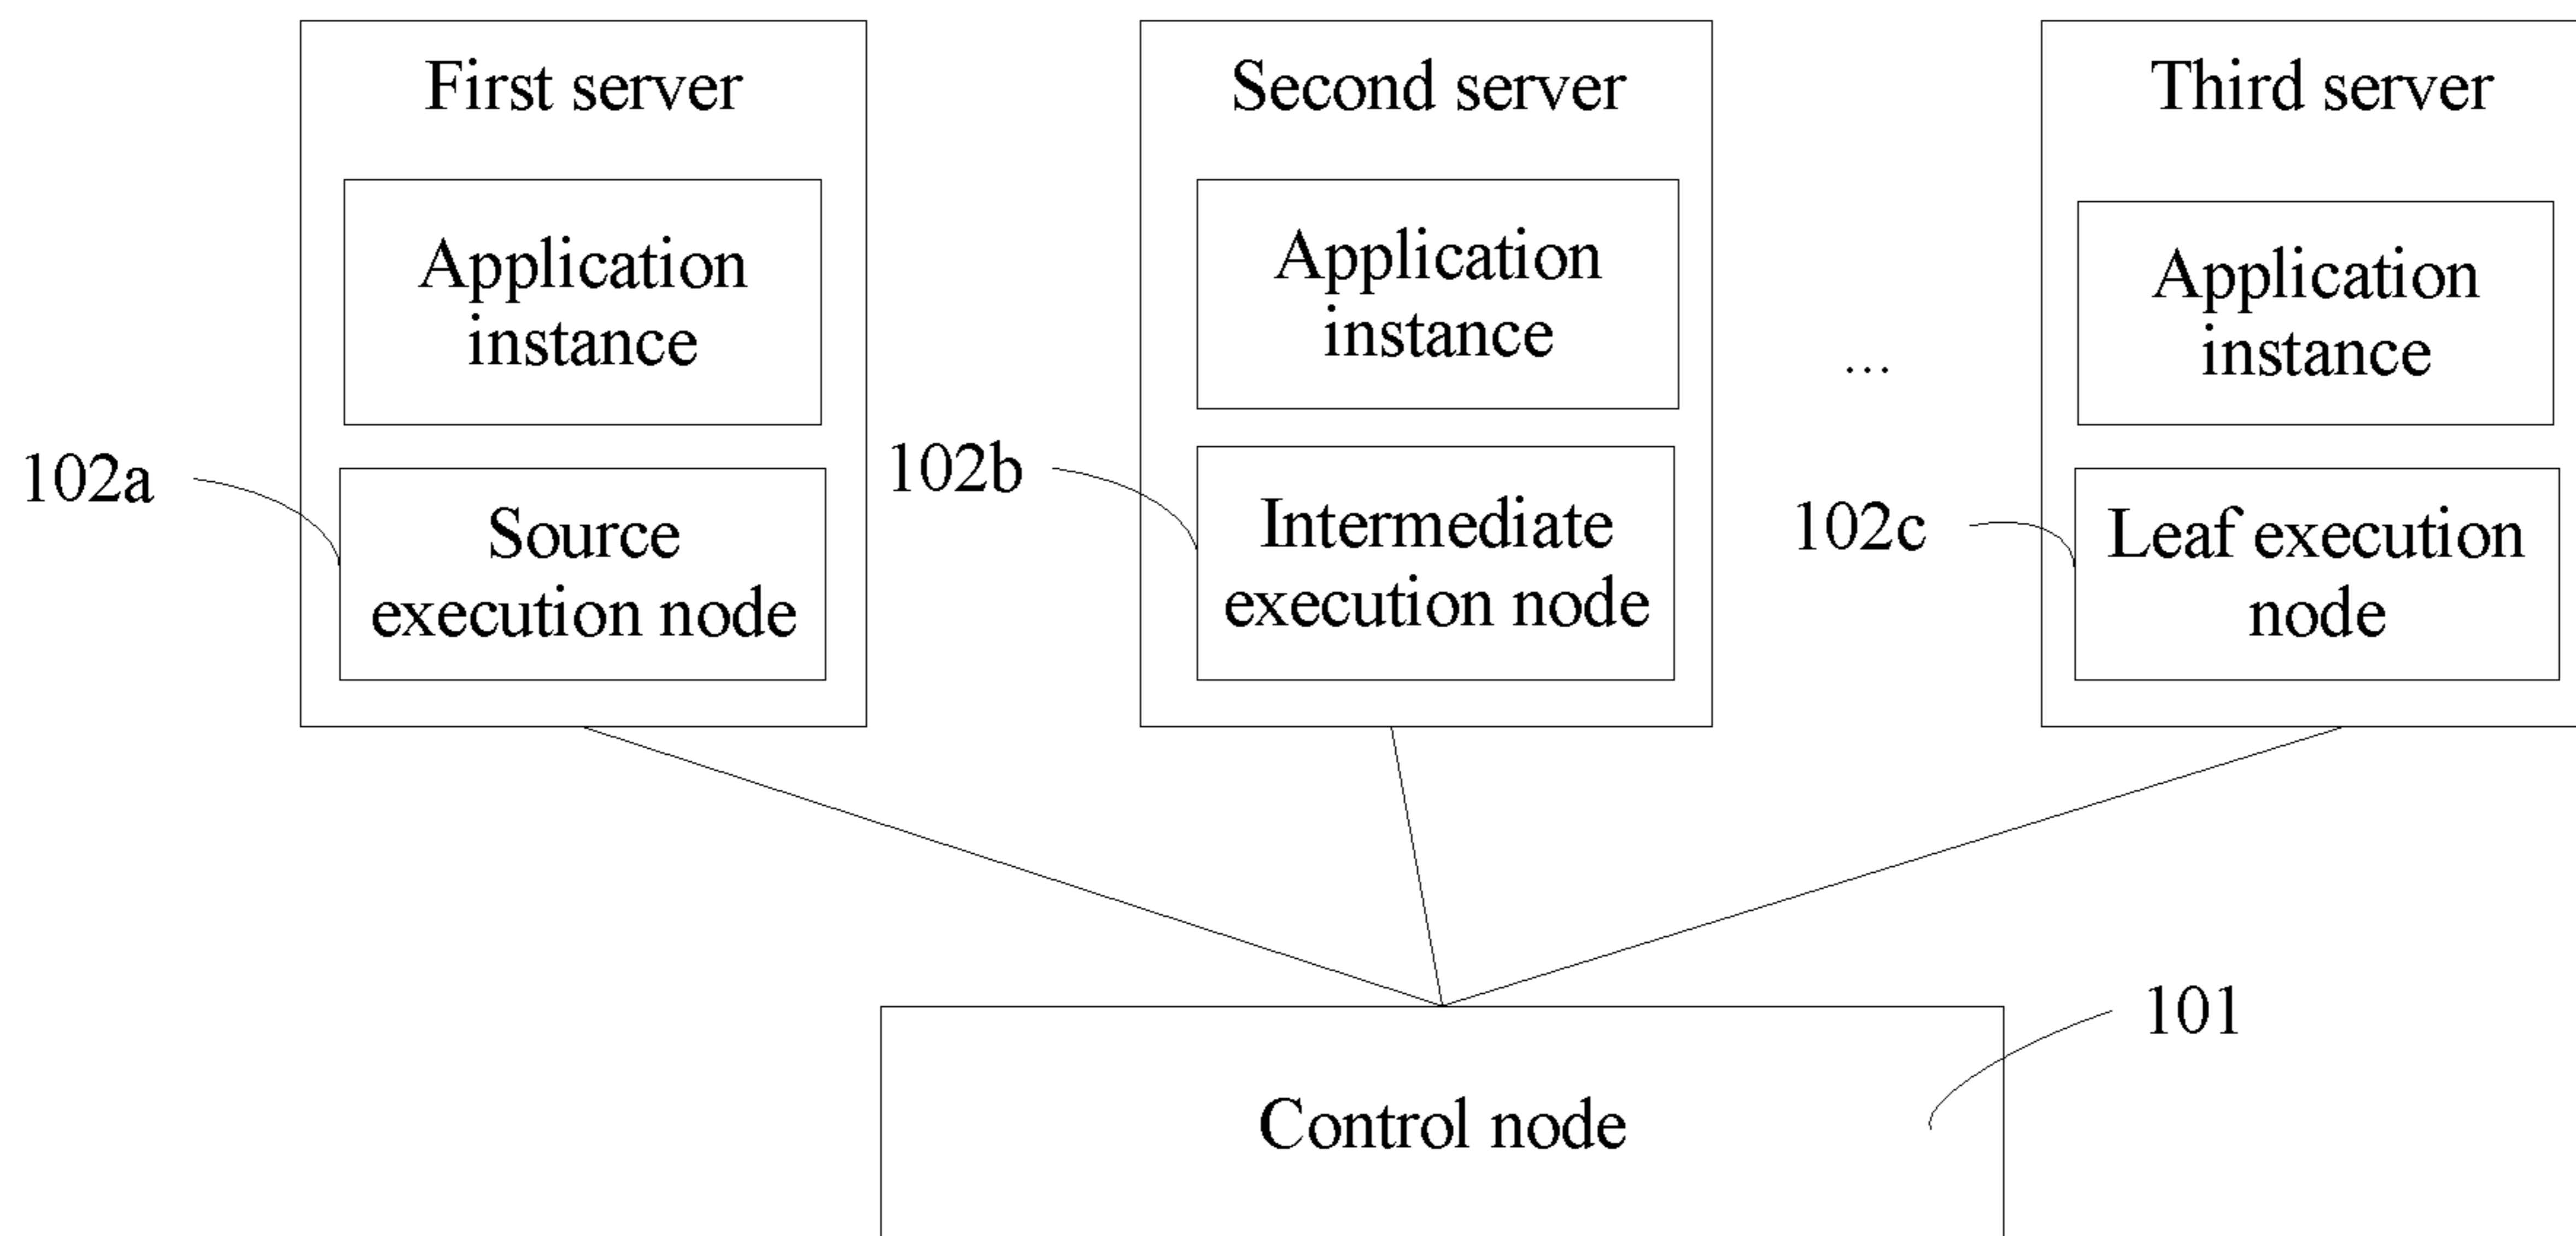 First server
Application
instance
102a
Source
execution node
Second server
Application
instance
102b
Intermediate
execution node
...
Third server
Application
instance
102c
Leaf execution
node
101
Control node